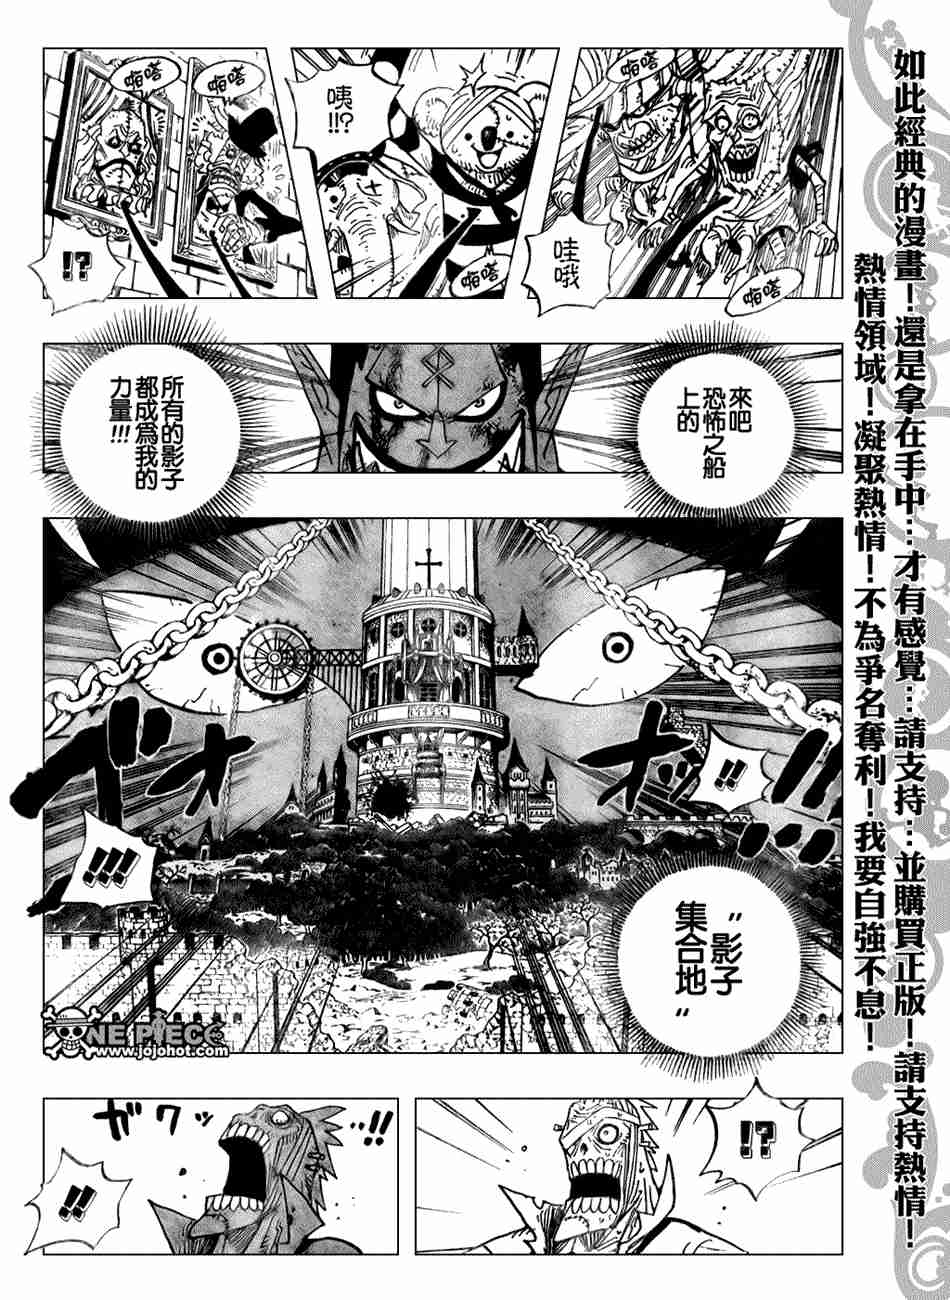 如此經典的漫畫！還是拿在手中…才有感覺…請支持…並購買正版！請支持熱情！
熱情領域！凝聚熱情！不為爭名奪利！我要自強不息！
啪嗒
啪嗒
哇哦
啪嗒
咦!!?
啪嗒
啪嗒
啪嗒
!?
來吧
恐怖之船
上的
所有的影子
都成為我的
力量!!!
ドオオオ!!!
!!
!!!
"影子
集合地"
ONE PIECE
www.jojohot.com
!?
ガクッ…!!
!!